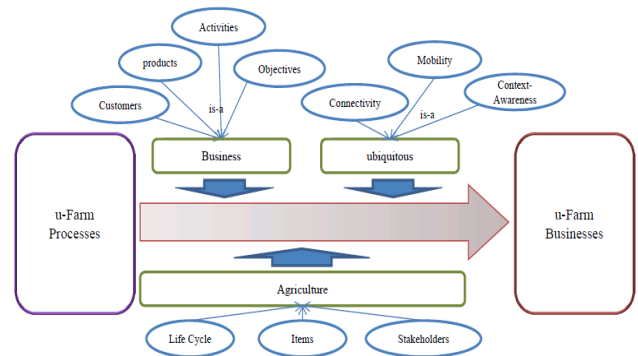 Activities
products
Mobility
Objectives
Context-
Awareness
Customers
Connectivity
is-a
is-a
Business
ubiquitous
u-Farm
Processes
u-Farm
Businesses
Agriculture
Life Cycle
Items
Stakeholders